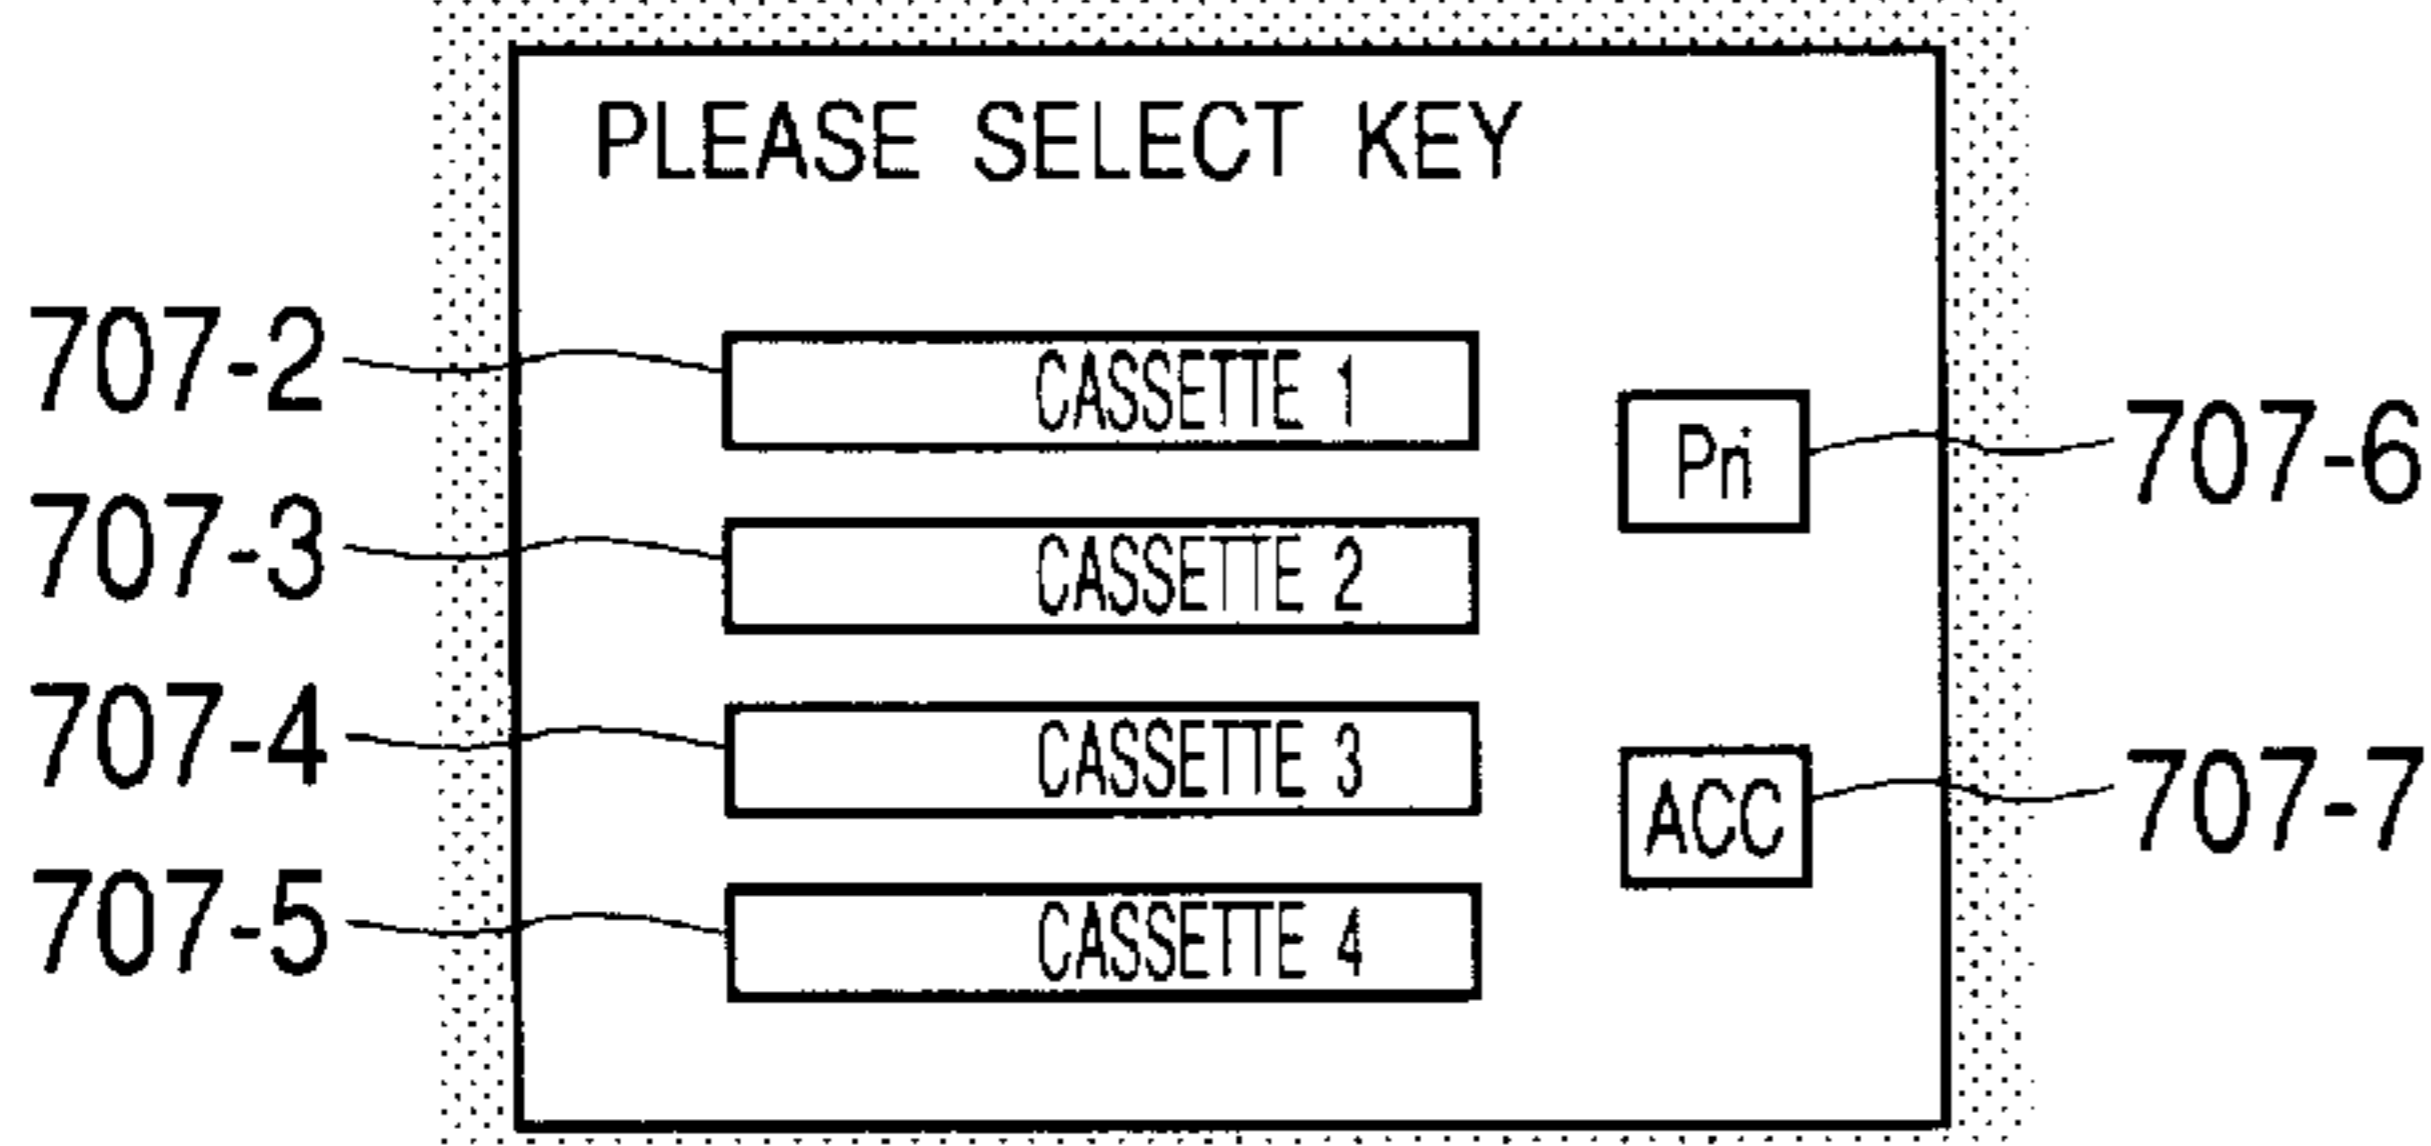 PLEASE SELECT KEY
707-2
CASSETTE 1
Pri
707-6
707-3
CASSETTE 2
707-4
CASSETTE 3
ACC
707-7
707-5
CASSETTE 4